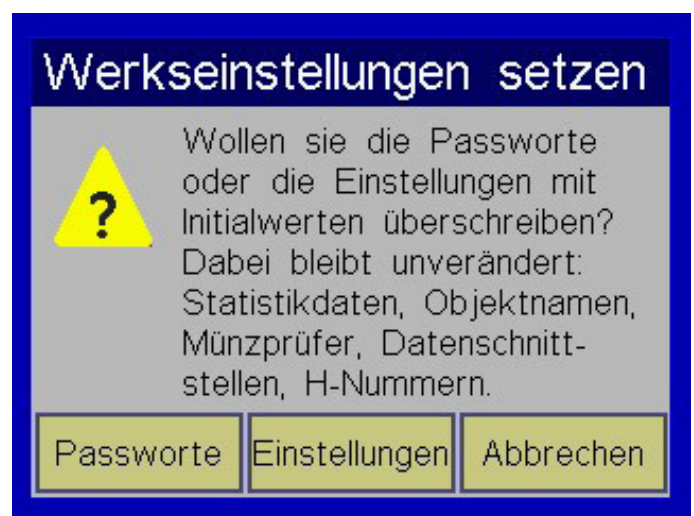 Werkseinstellungen setzen
Wollen sie die Passworte
oder die Einstellungen mit
Initialwerten überschreiben?
Dabei bleibt unverändert:
Statistikdaten, Objektnamen,
Münzprüfer, Datenschnitt-
stellen, H-Nummern.
?
Passworte Einstellungen Abbrechen